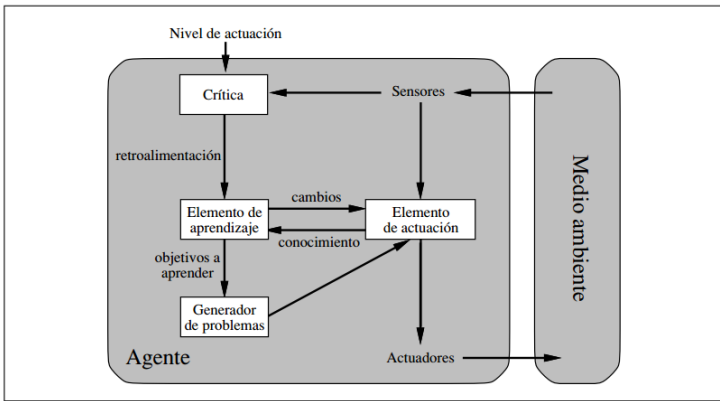 Nivel de actuación
Crítica
Sensores
retroalimentación
Medio ambiente
cambios
Elemento de
aprendizaje
Elemento
de actuación
conocimiento
objetivos a
aprender
Generador
de problemas
Agente
Actuadores